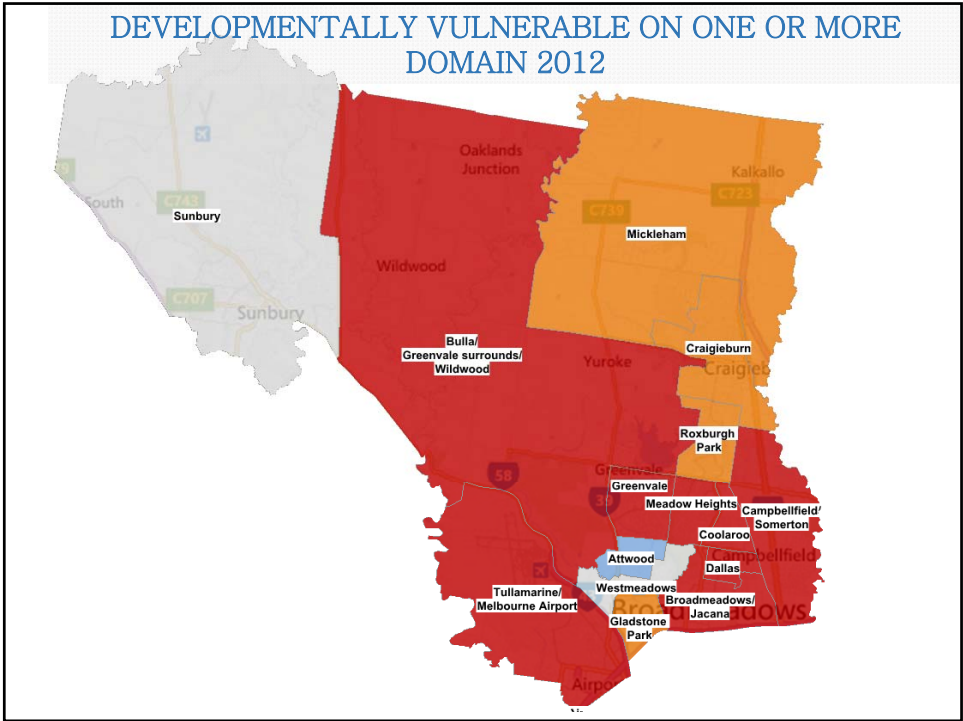 DEVELOPMENTALLY VULNERABLE ON ONE OR MORE
DOMAIN 2012
Oaklands
Junction
Kalkallo
C723
C739
South
C743
Sunbury
Mickleham
Wildwood
C707
Sunbury
Bulla/
Greenvale surrounds/
Wildwood
Yuroke
Craigieburn
Craigieb
Roxburgh
Park
58
Greenvale
Greenvale
Meadow Heights
Campbellfield/
Somerton
Coolaroo
Campbellfield
Attwood
Dallas
Westmeadows
Tullamarine/
Melbourne Airport
Broadmeadows/
Jacana
Broadmeadows
Gladstone
Park
Airpo